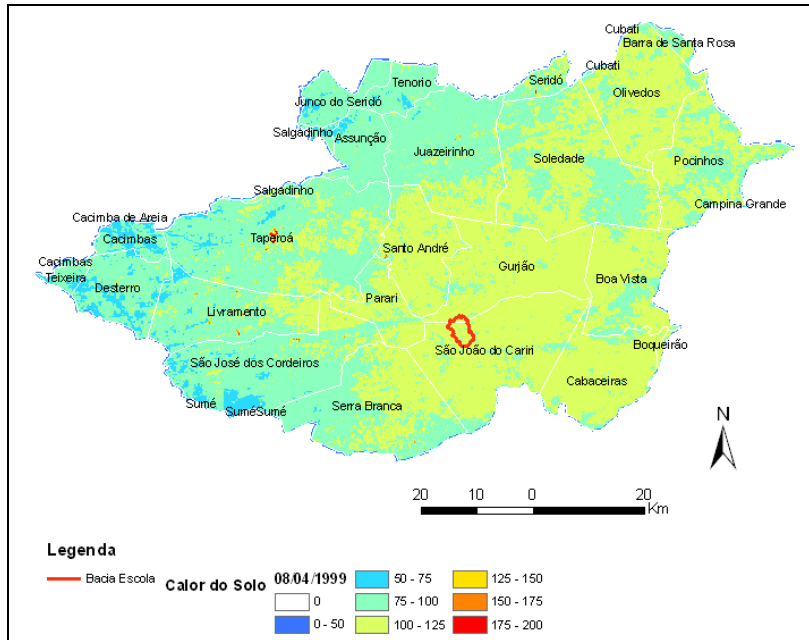 Cubati
Barra de Santa Rosa
Cubati
Tenorio
Seridó
Olivedos
Junco do Seridó
Salgadinho
Assunção
Juazeirinho
Soledade
Pocinhos
Salgadinho
Campina Grande
Cacimba de Areia
Cacimbas
Taperoá
Santo André
Gurjão
Cacimbas
Teixeira
Desterro
Boa Vista
Parari
Livramento
Boqueirão
São João do Cariri
São José dos Cordeiros
Cabaceiras
Sumé
SuméSumé
Serra Branca
N
20 10 0 20
Km
Legenda
Bacia Escola
Calor do Solo
08/04/1999
0
0 - 50
50 - 75
75 - 100
100 - 125
125 - 150
150 - 175
175 - 200